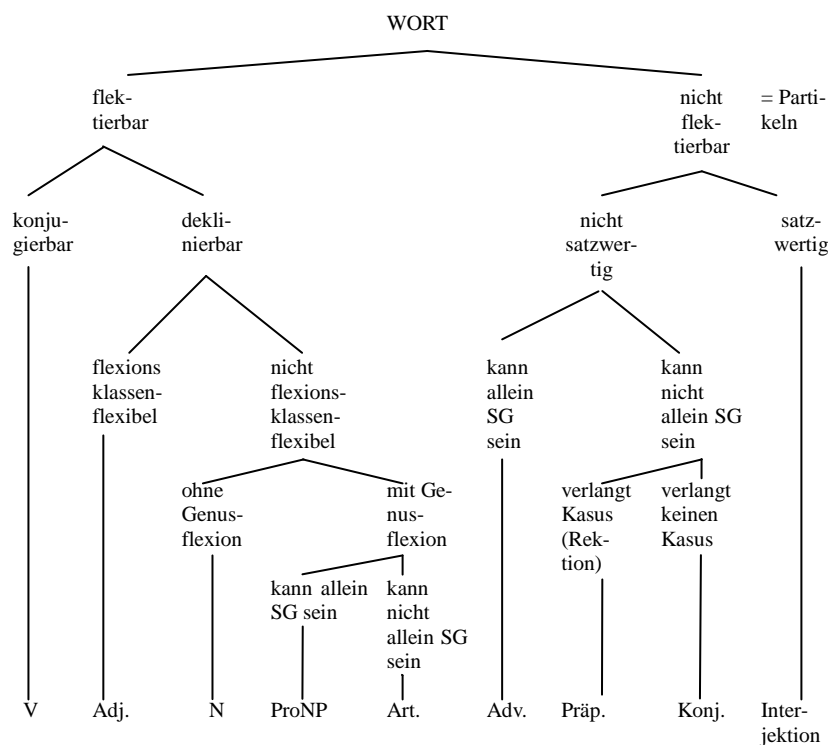 WORT
flek-
tierbar
nicht
flek-
tierbar
= Parti-
keln
konju-
gierbar
dekli-
nierbar
nicht
satzwer-
tig
satz-
wertig
flexions
klassen-
flexibel
nicht
flexions-
klassen-
flexibel
kann
allein
SG
sein
kann
nicht
allein SG
sein
ohne
Genus-
flexion
mit Ge-
nus-
flexion
verlangt
Kasus
(Rek-
tion)
verlangt
keinen
Kasus
kann allein
SG sein
kann
nicht
allein SG
sein
V
Adj.
N
ProNP
Art.
Adv.
Präp.
Konj.
Inter-
jektion